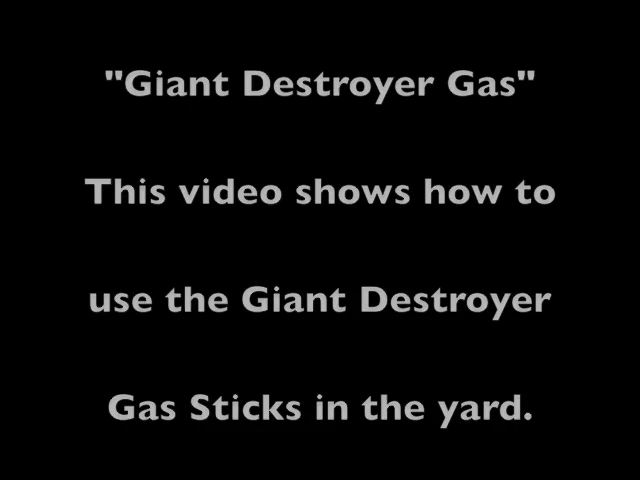 "Giant Destroyer Gas"
This video shows how to
use the Giant Destroyer
Gas Sticks in the yard.